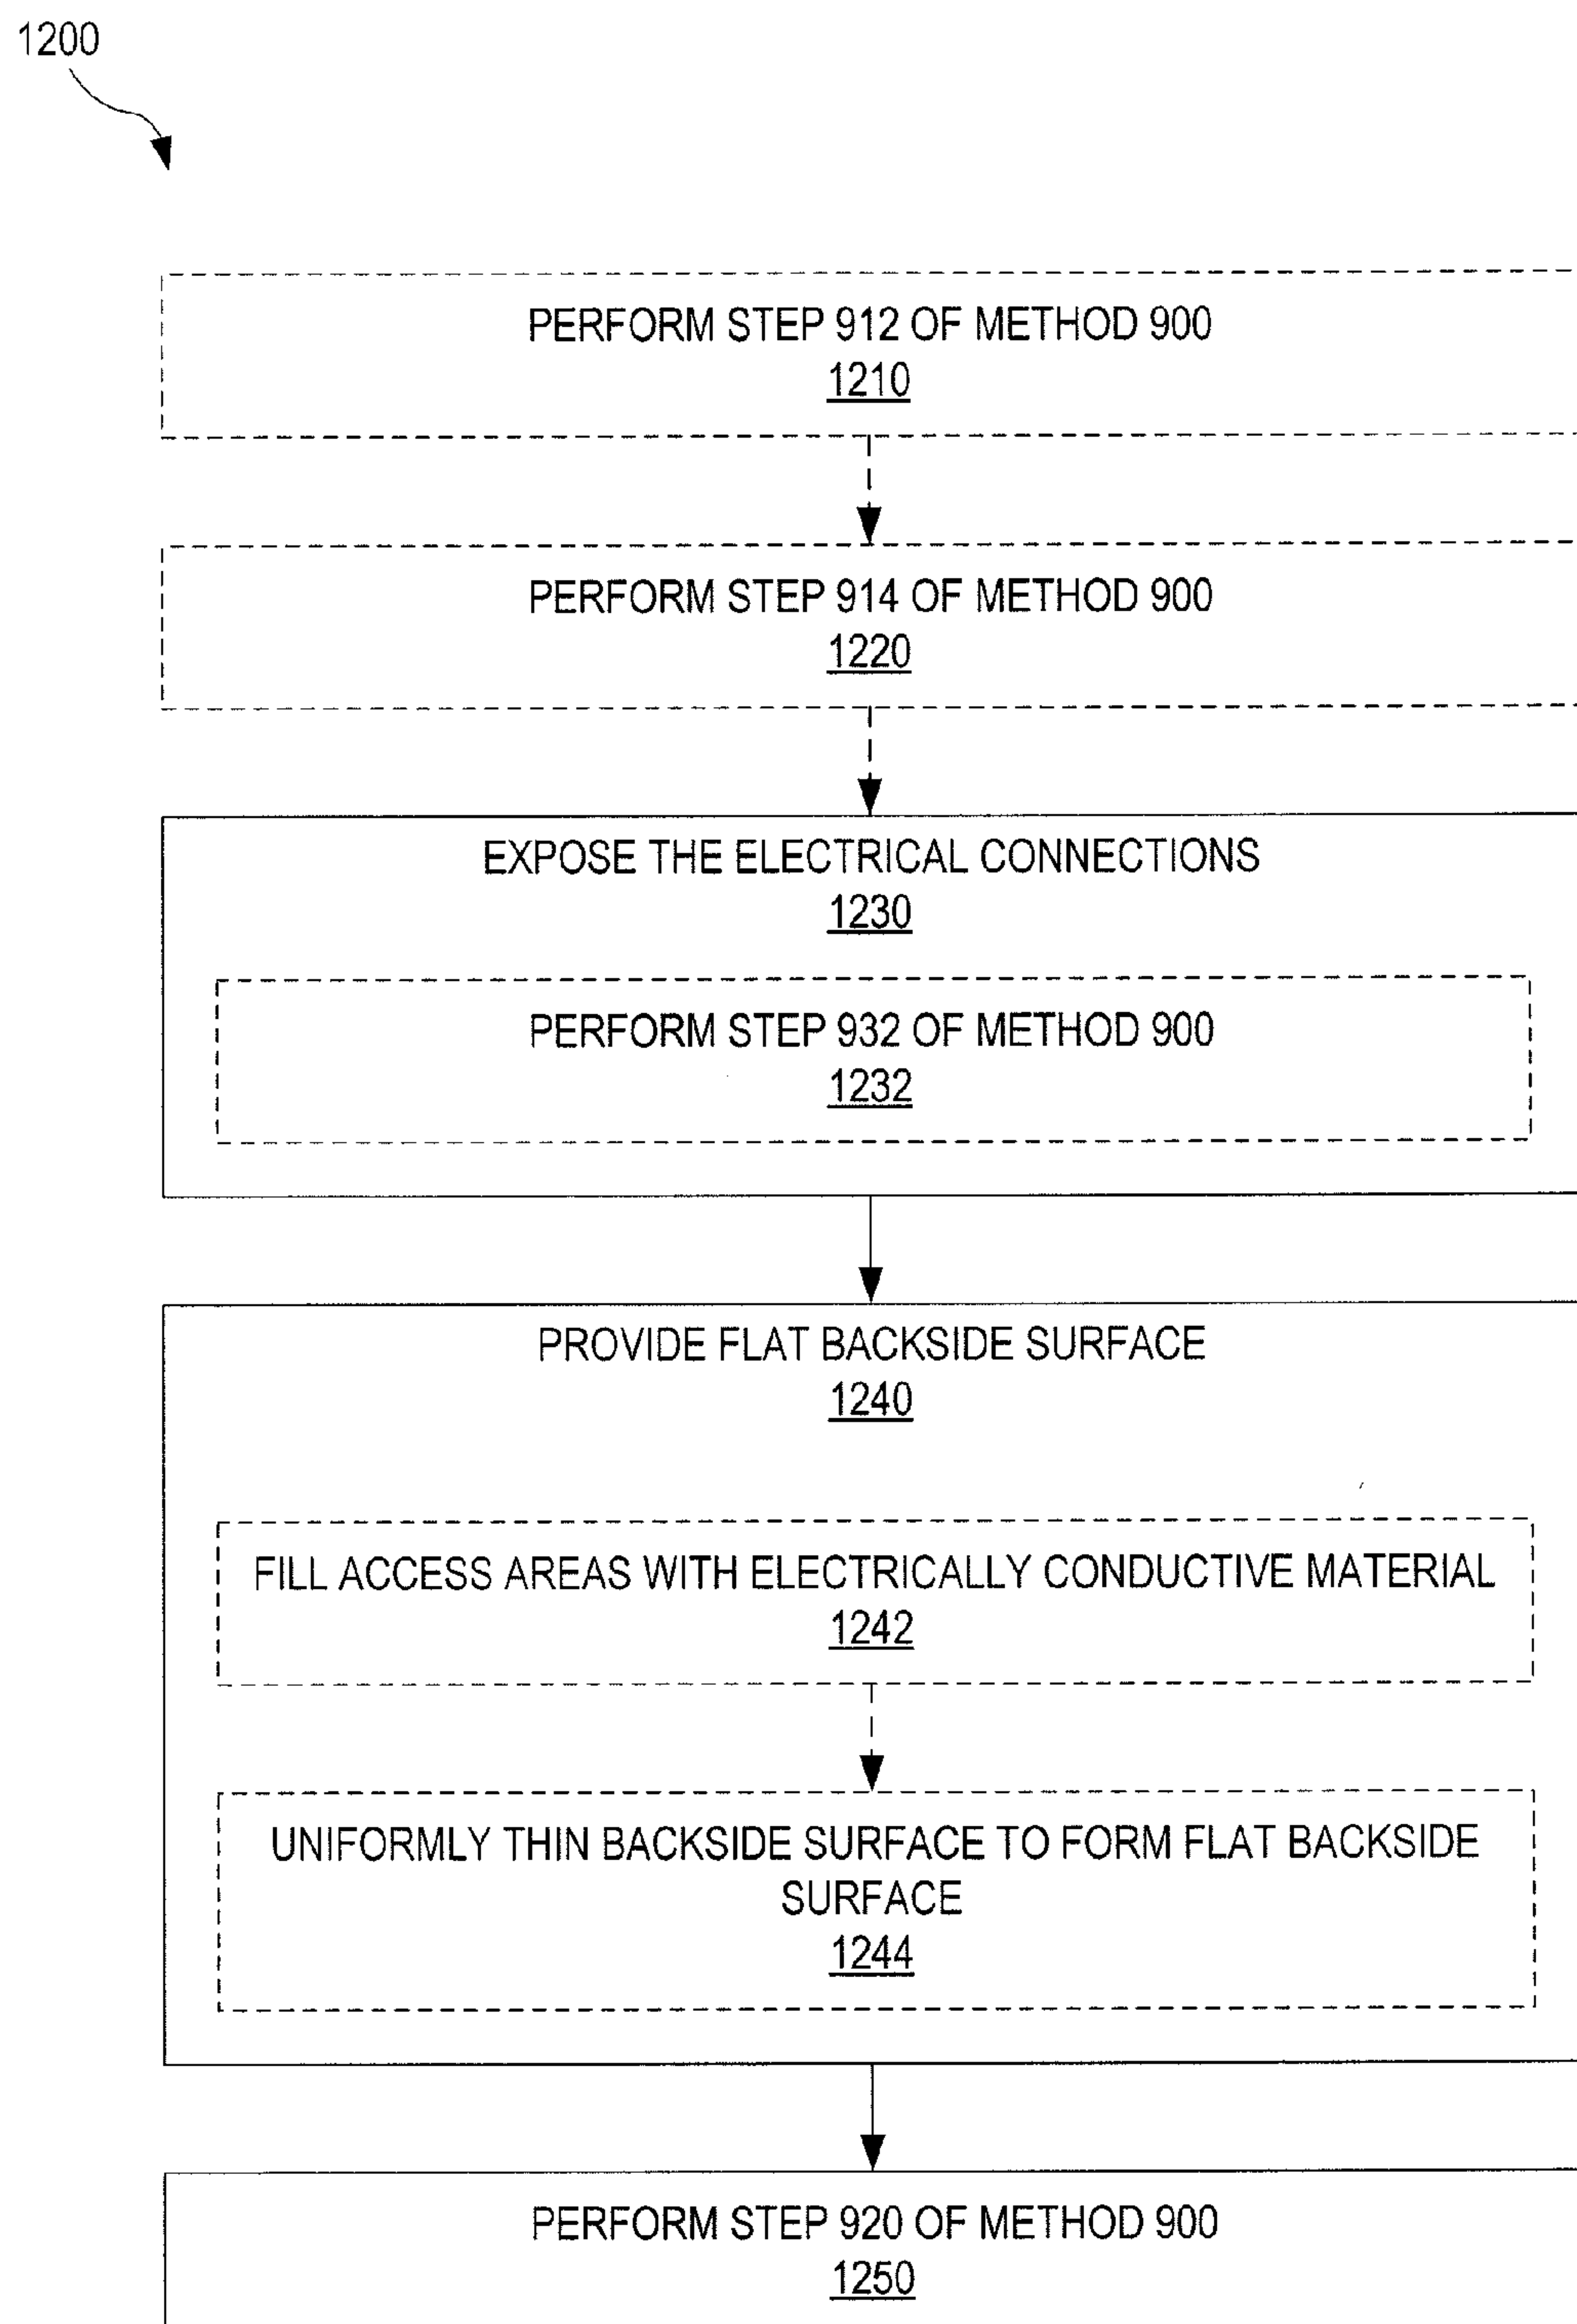 1200
PERFORM STEP 912 OF METHOD 900
1210
PERFORM STEP 914 OF METHOD 900
1220
EXPOSE THE ELECTRICAL CONNECTIONS
1230
PERFORM STEP 932 OF METHOD 900
1232
PROVIDE FLAT BACKSIDE SURFACE
1240
FILL ACCESS AREAS WITH ELECTRICALLY CONDUCTIVE MATERIAL
1242
UNIFORMLY THIN BACKSIDE SURFACE TO FORM FLAT BACKSIDE
SURFACE
1244
PERFORM STEP 920 OF METHOD 900
1250